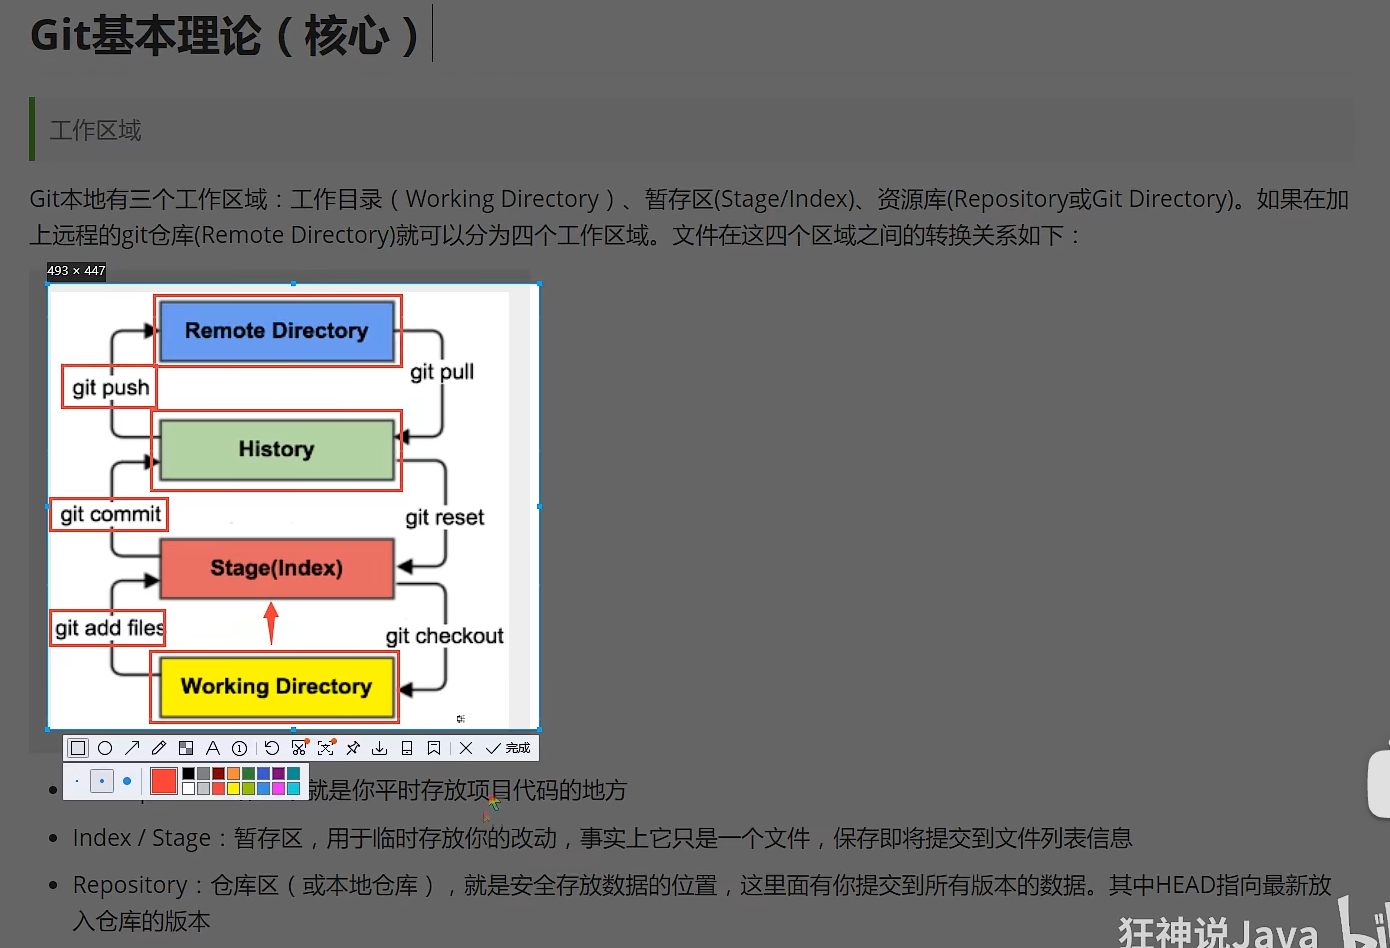 Git基本理论（核心）
工作区域
Git本地有三个工作区域：工作目录（Working Directory）、暂存区(Stage/Index)、资源库(Repository或Git Directory)。如果在加
上远程的git仓库(Remote Directory)就可以分为四个工作区域。文件在这四个区域之间的转换关系如下：
493 × 447
Remote Directory
git push
git pull
History
git commit
git reset
Stage(Index)
git add files
git checkout
Working Directory
完成
就是你平时存放项目代码的地方
Index / Stage：暂存区，用于临时存放你的改动，事实上它只是一个文件，保存即将提交到文件列表信息
Repository：仓库区（或本地仓库），就是安全存放数据的位置，这里面有你提交到所有版本的数据。其中HEAD指向最新放
入仓库的版本
狂神说Java